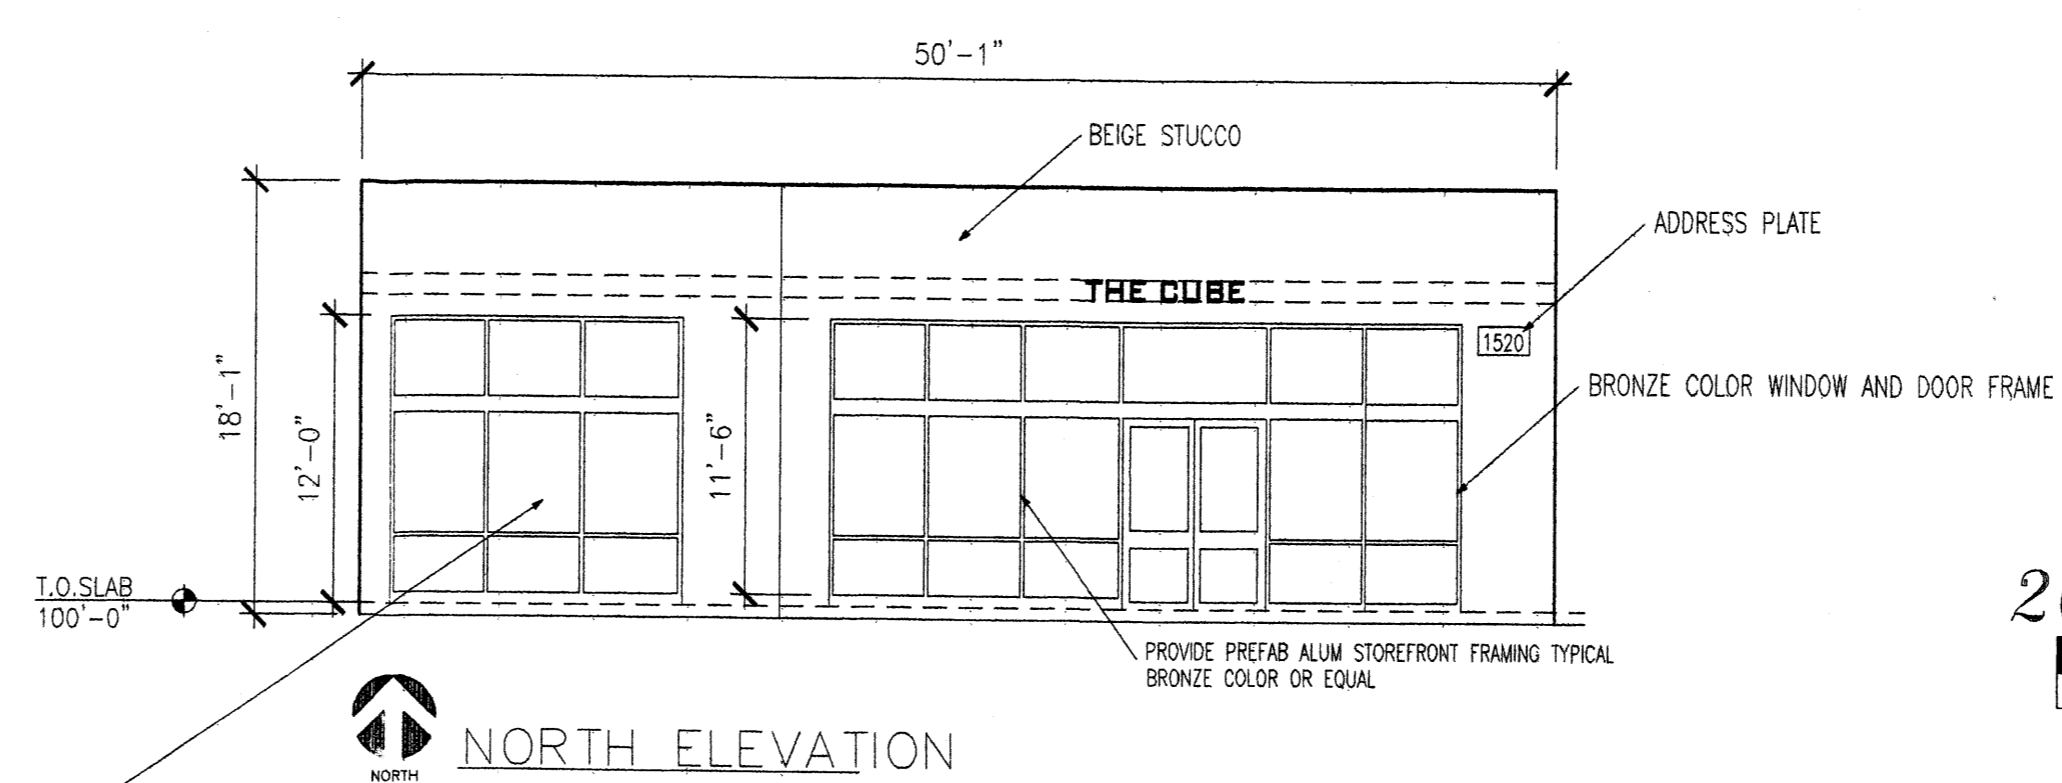 50'-1"
BEIGE STUCCO
ADDRESS PLATE
THE CUBE
1520
BRONZE COLOR WINDOW AND DOOR FRAME
18'-1"
12'-0"
11'-6"
T.O.SLAB
100'-0"
PROVIDE PREFAB ALUM STOREFRONT FRAMING TYPICAL
BRONZE COLOR OR EQUAL
NORTH ELEVATION
NORTH
2